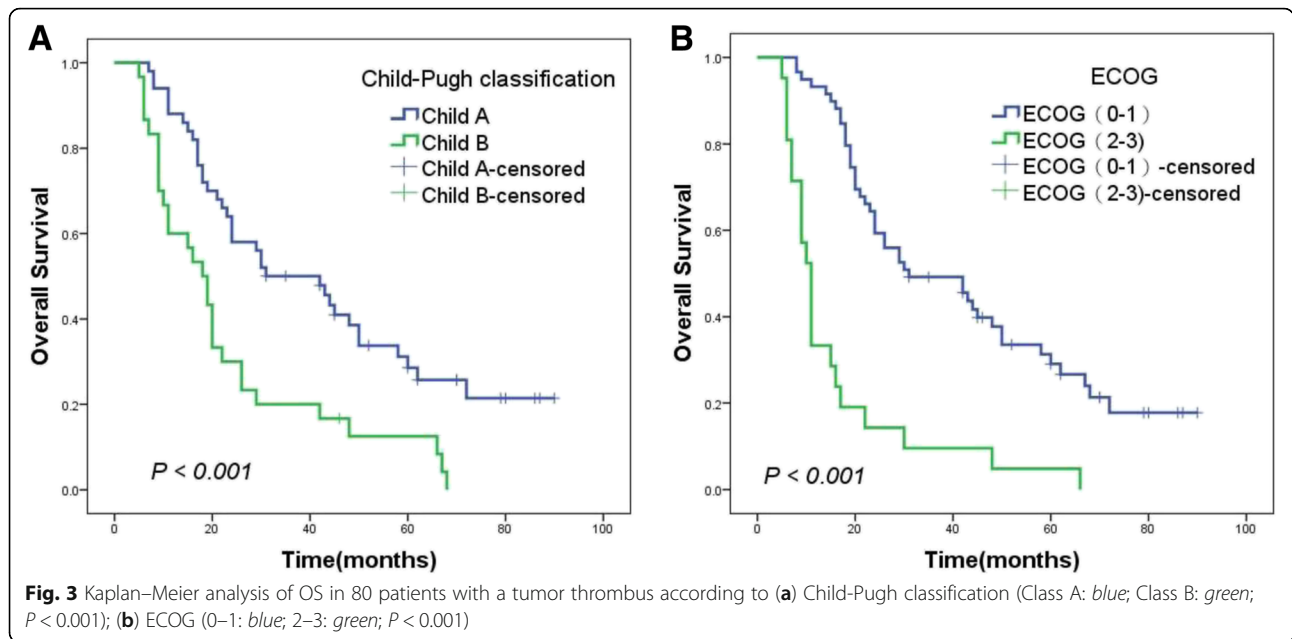 A
Child-Pugh classification
Child A
Child B
Child A-censored
Child B-censored
Overall Survival
1.0
0.8
0.6
0.4
0.2
0.0
P < 0.001
0 20 40 60 80 100
Time(months)
B
ECOG
ECOG（0-1）
ECOG（2-3)
ECOG（0-1）-censored
ECOG（2-3)-censored
Overall Survival
1.0
0.8
0.6
0.4
0.2
0.0
P < 0.001
0 20 40 60 80 100
Time(months)
Fig. 3 Kaplan–Meier analysis of OS in 80 patients with a tumor thrombus according to (a) Child-Pugh classification (Class A: blue; Class B: green;
P < 0.001); (b) ECOG (0–1: blue; 2–3: green; P < 0.001)